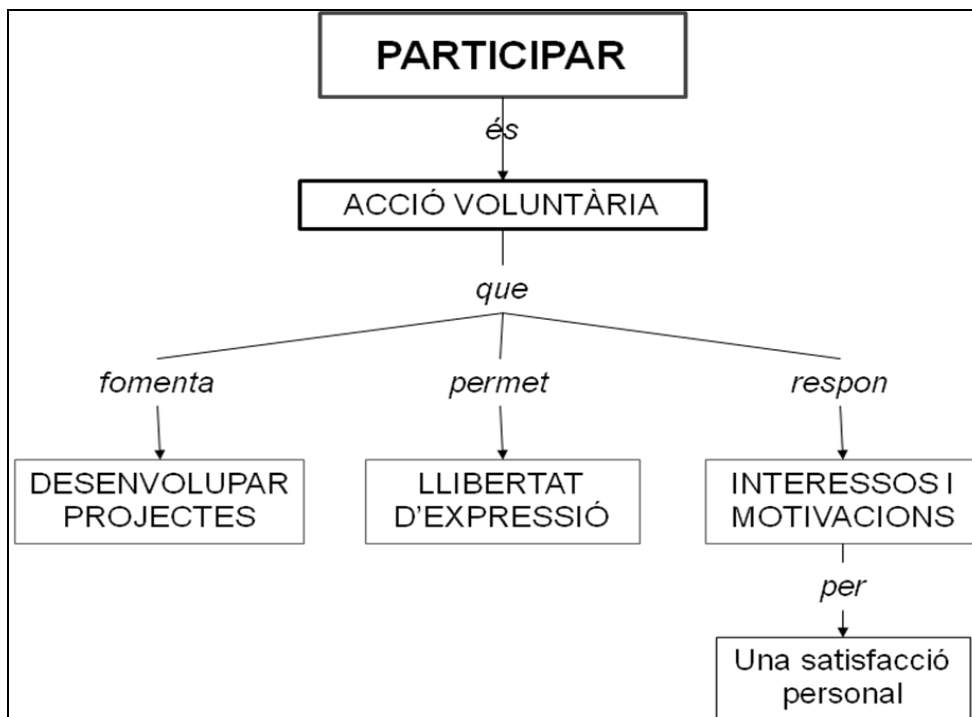 PARTICIPAR
és
ACCIÓ VOLUNTÀRIA
que
fomenta
permet
respon
DESENVOLUPAR
PROJECTES
LLIBERTAT
D'EXPRESSIÓ
INTERESSOS I
MOTIVACIONS
per
Una satisfacció
personal